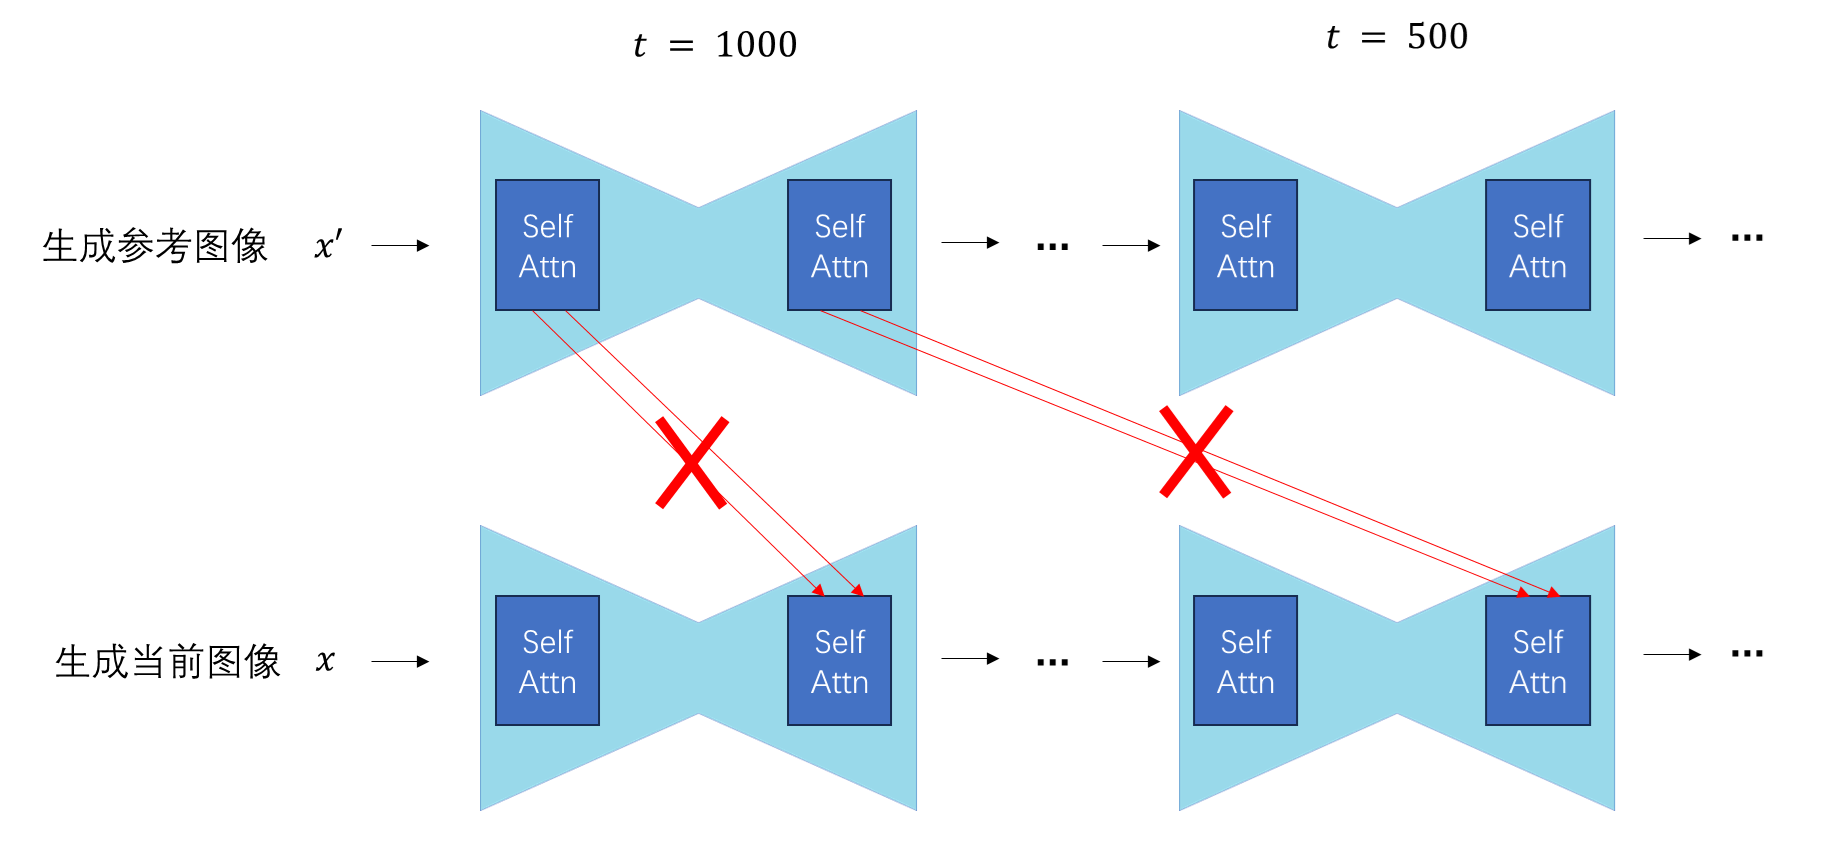 t = 1000
t = 500
生成参考图像 x′
Self
Attn
Self
Attn
...
Self
Attn
Self
Attn
...
生成当前图像 x
Self
Attn
Self
Attn
...
Self
Attn
Self
Attn
...